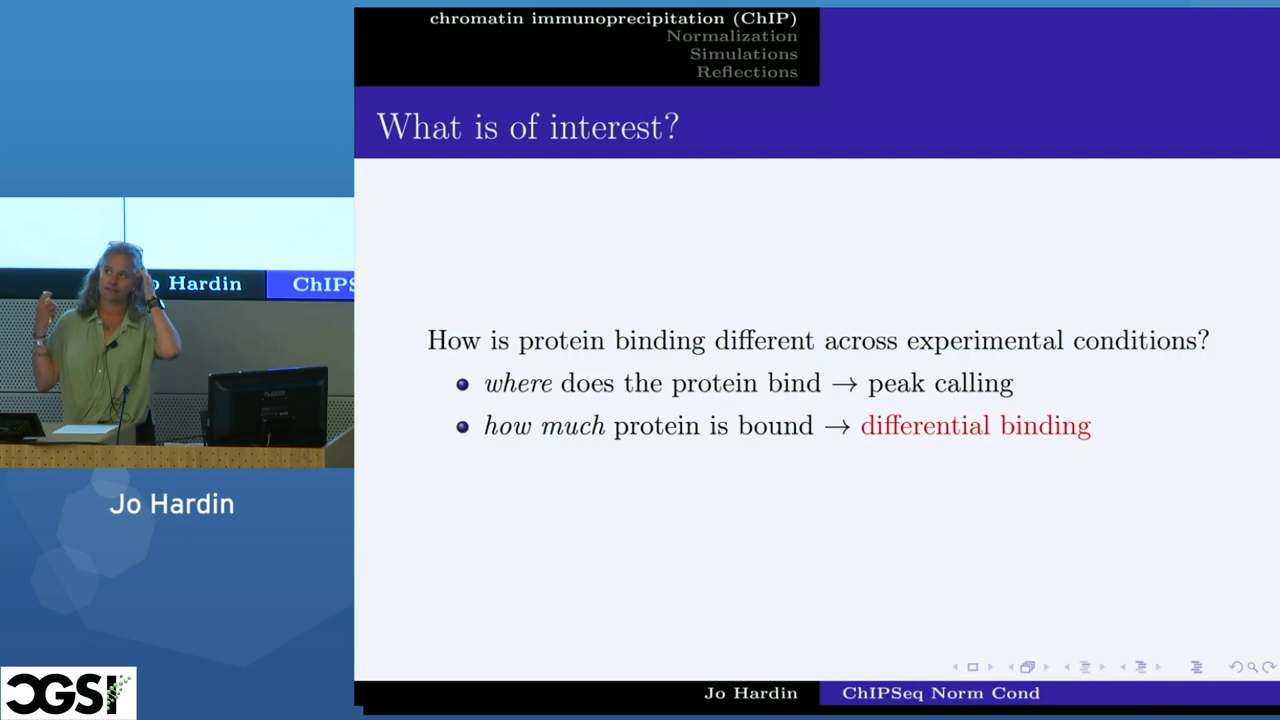 chromatin immunoprecipitation (ChIP)
Normalization
Simulations
Reflections
What is of interest?
How is protein binding different across experimental conditions?
where does the protein bind → peak calling
how much protein is bound → differential binding
Jo Hardin
ChIPSeq Norm Cond
Hardin
ChIPS
Jo Hardin
CGSI